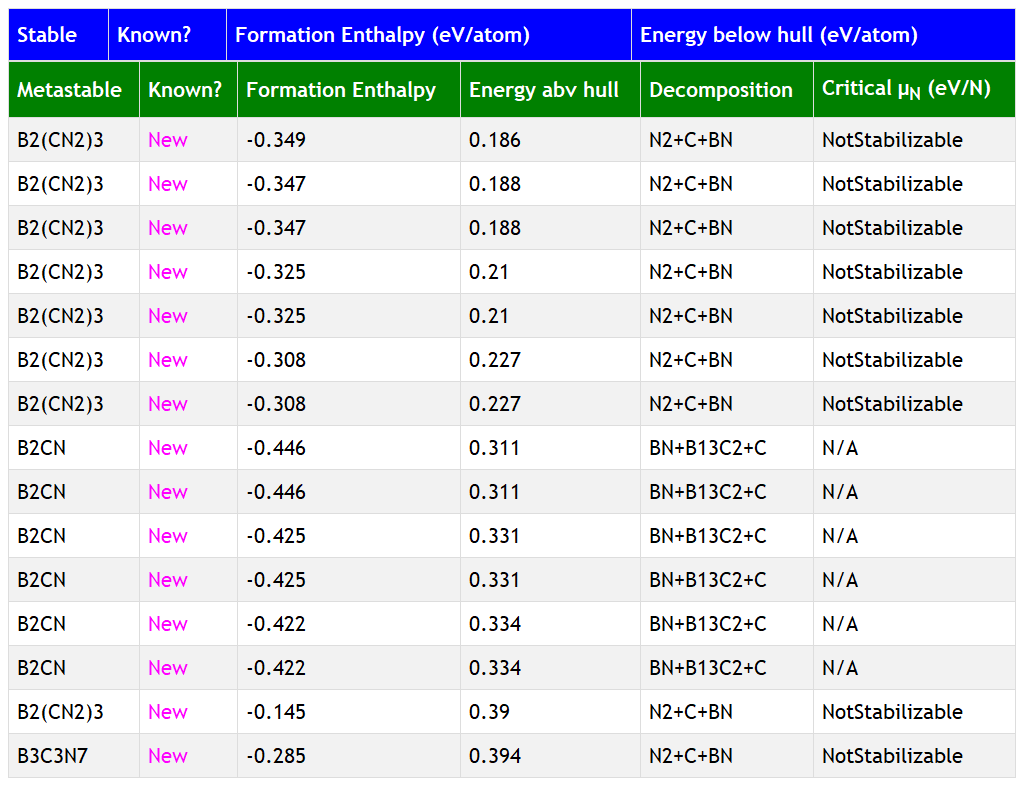 Stable Known? Formation Enthalpy (eV/atom) Energy below hull (eV/atom)
Metastable Known? Formation Enthalpy Energy abv hull Decomposition Critical μN (eV/N)
B2(CN2)3 New -0.349 0.186 N2+C+BN NotStabilizable
B2(CN2)3 New -0.347 0.188 N2+C+BN NotStabilizable
B2(CN2)3 New -0.347 0.188 N2+C+BN NotStabilizable
B2(CN2)3 New -0.325 0.21 N2+C+BN NotStabilizable
B2(CN2)3 New -0.325 0.21 N2+C+BN NotStabilizable
B2(CN2)3 New -0.308 0.227 N2+C+BN NotStabilizable
B2(CN2)3 New -0.308 0.227 N2+C+BN NotStabilizable
B2CN New -0.446 0.311 BN+B13C2+C N/A
B2CN New -0.446 0.311 BN+B13C2+C N/A
B2CN New -0.425 0.331 BN+B13C2+C N/A
B2CN New -0.425 0.331 BN+B13C2+C N/A
B2CN New -0.422 0.334 BN+B13C2+C N/A
B2CN New -0.422 0.334 BN+B13C2+C N/A
B2(CN2)3 New -0.145 0.39 N2+C+BN NotStabilizable
B3C3N7 New -0.285 0.394 N2+C+BN NotStabilizable